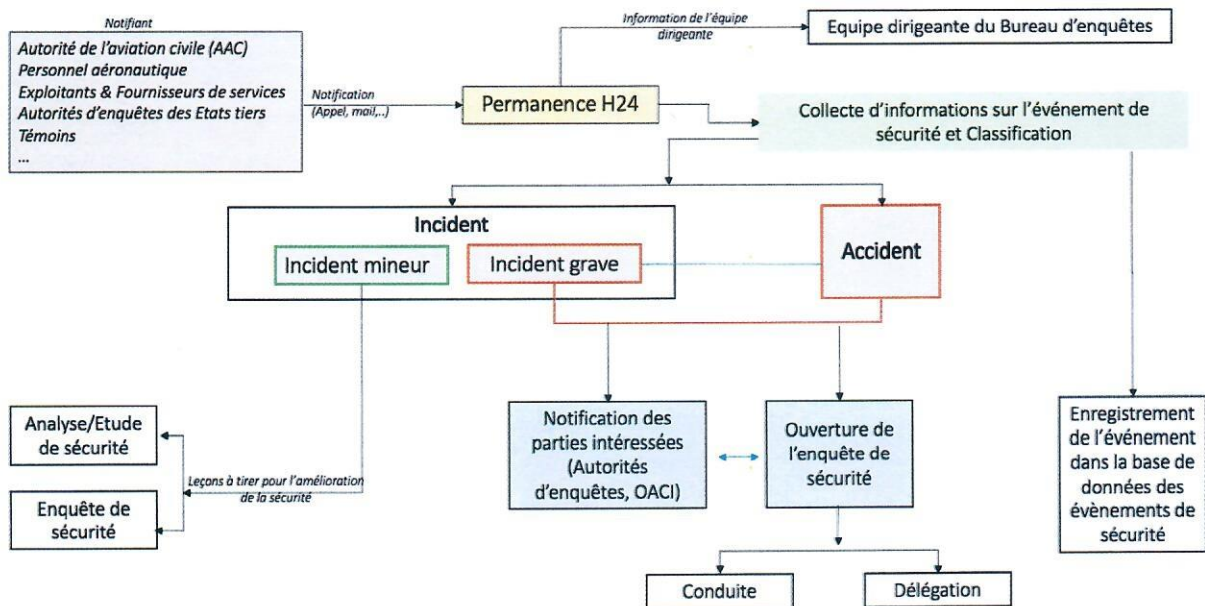 Notifiant
Autorité de l'aviation civile (AAC)
Personnel aéronautique
Exploitants & Fournisseurs de services
Autorités d'enquêtes des Etats tiers
Témoins
...
Notification
(Appel, mail,..)
Permanence H24
Information de l'équipe
dirigeante
Equipe dirigeante du Bureau d'enquêtes
Collecte d'informations sur l'événement de
sécurité et Classification
Incident
Incident mineur
Incident grave
Accident
Analyse/Etude
de sécurité
Enquête de
sécurité
Leçons à tirer pour l'amélioration
de la sécurité
Notification des
parties intéressées
(Autorités
d'enquêtes, OACI)
Ouverture de
l'enquête de
sécurité
Enregistrement
de l'événement
dans la base de
données des
évènements de
sécurité
Conduite
Délégation